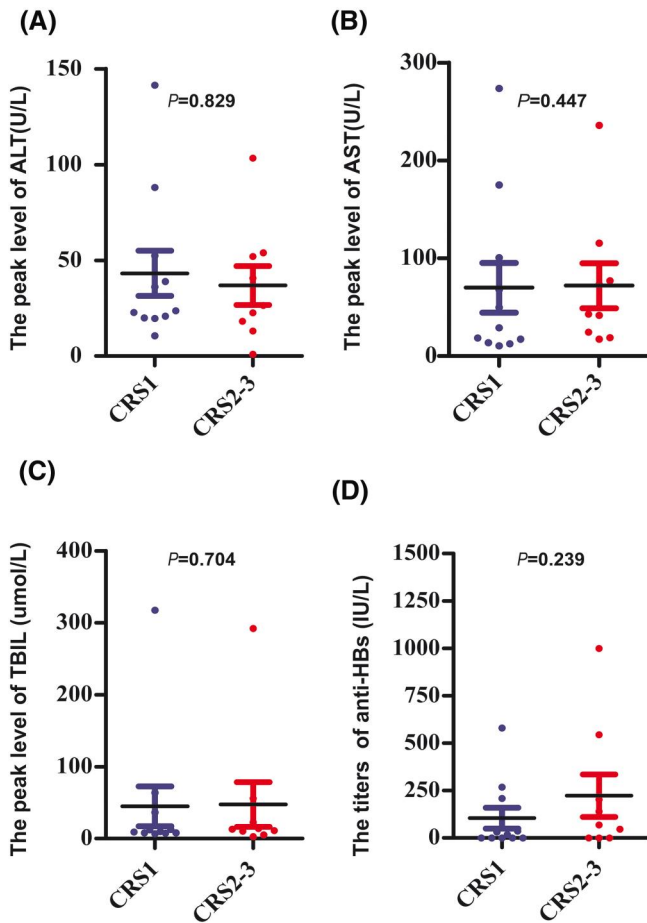 (A)
The peak level of ALT(U/L)
150
100
50
0
P=0.829
CRS1
CRS2-3
(B)
The peak level of AST(U/L)
300
200
100
0
P=0.447
CRS1
CRS2-3
(C)
The peak level of TBIL (umol/L)
400
300
200
100
0
P=0.704
CRS1
CRS2-3
(D)
The titers of anti-HBs (IU/L)
1500
1250
1000
750
500
250
0
P=0.239
CRS1
CRS2-3